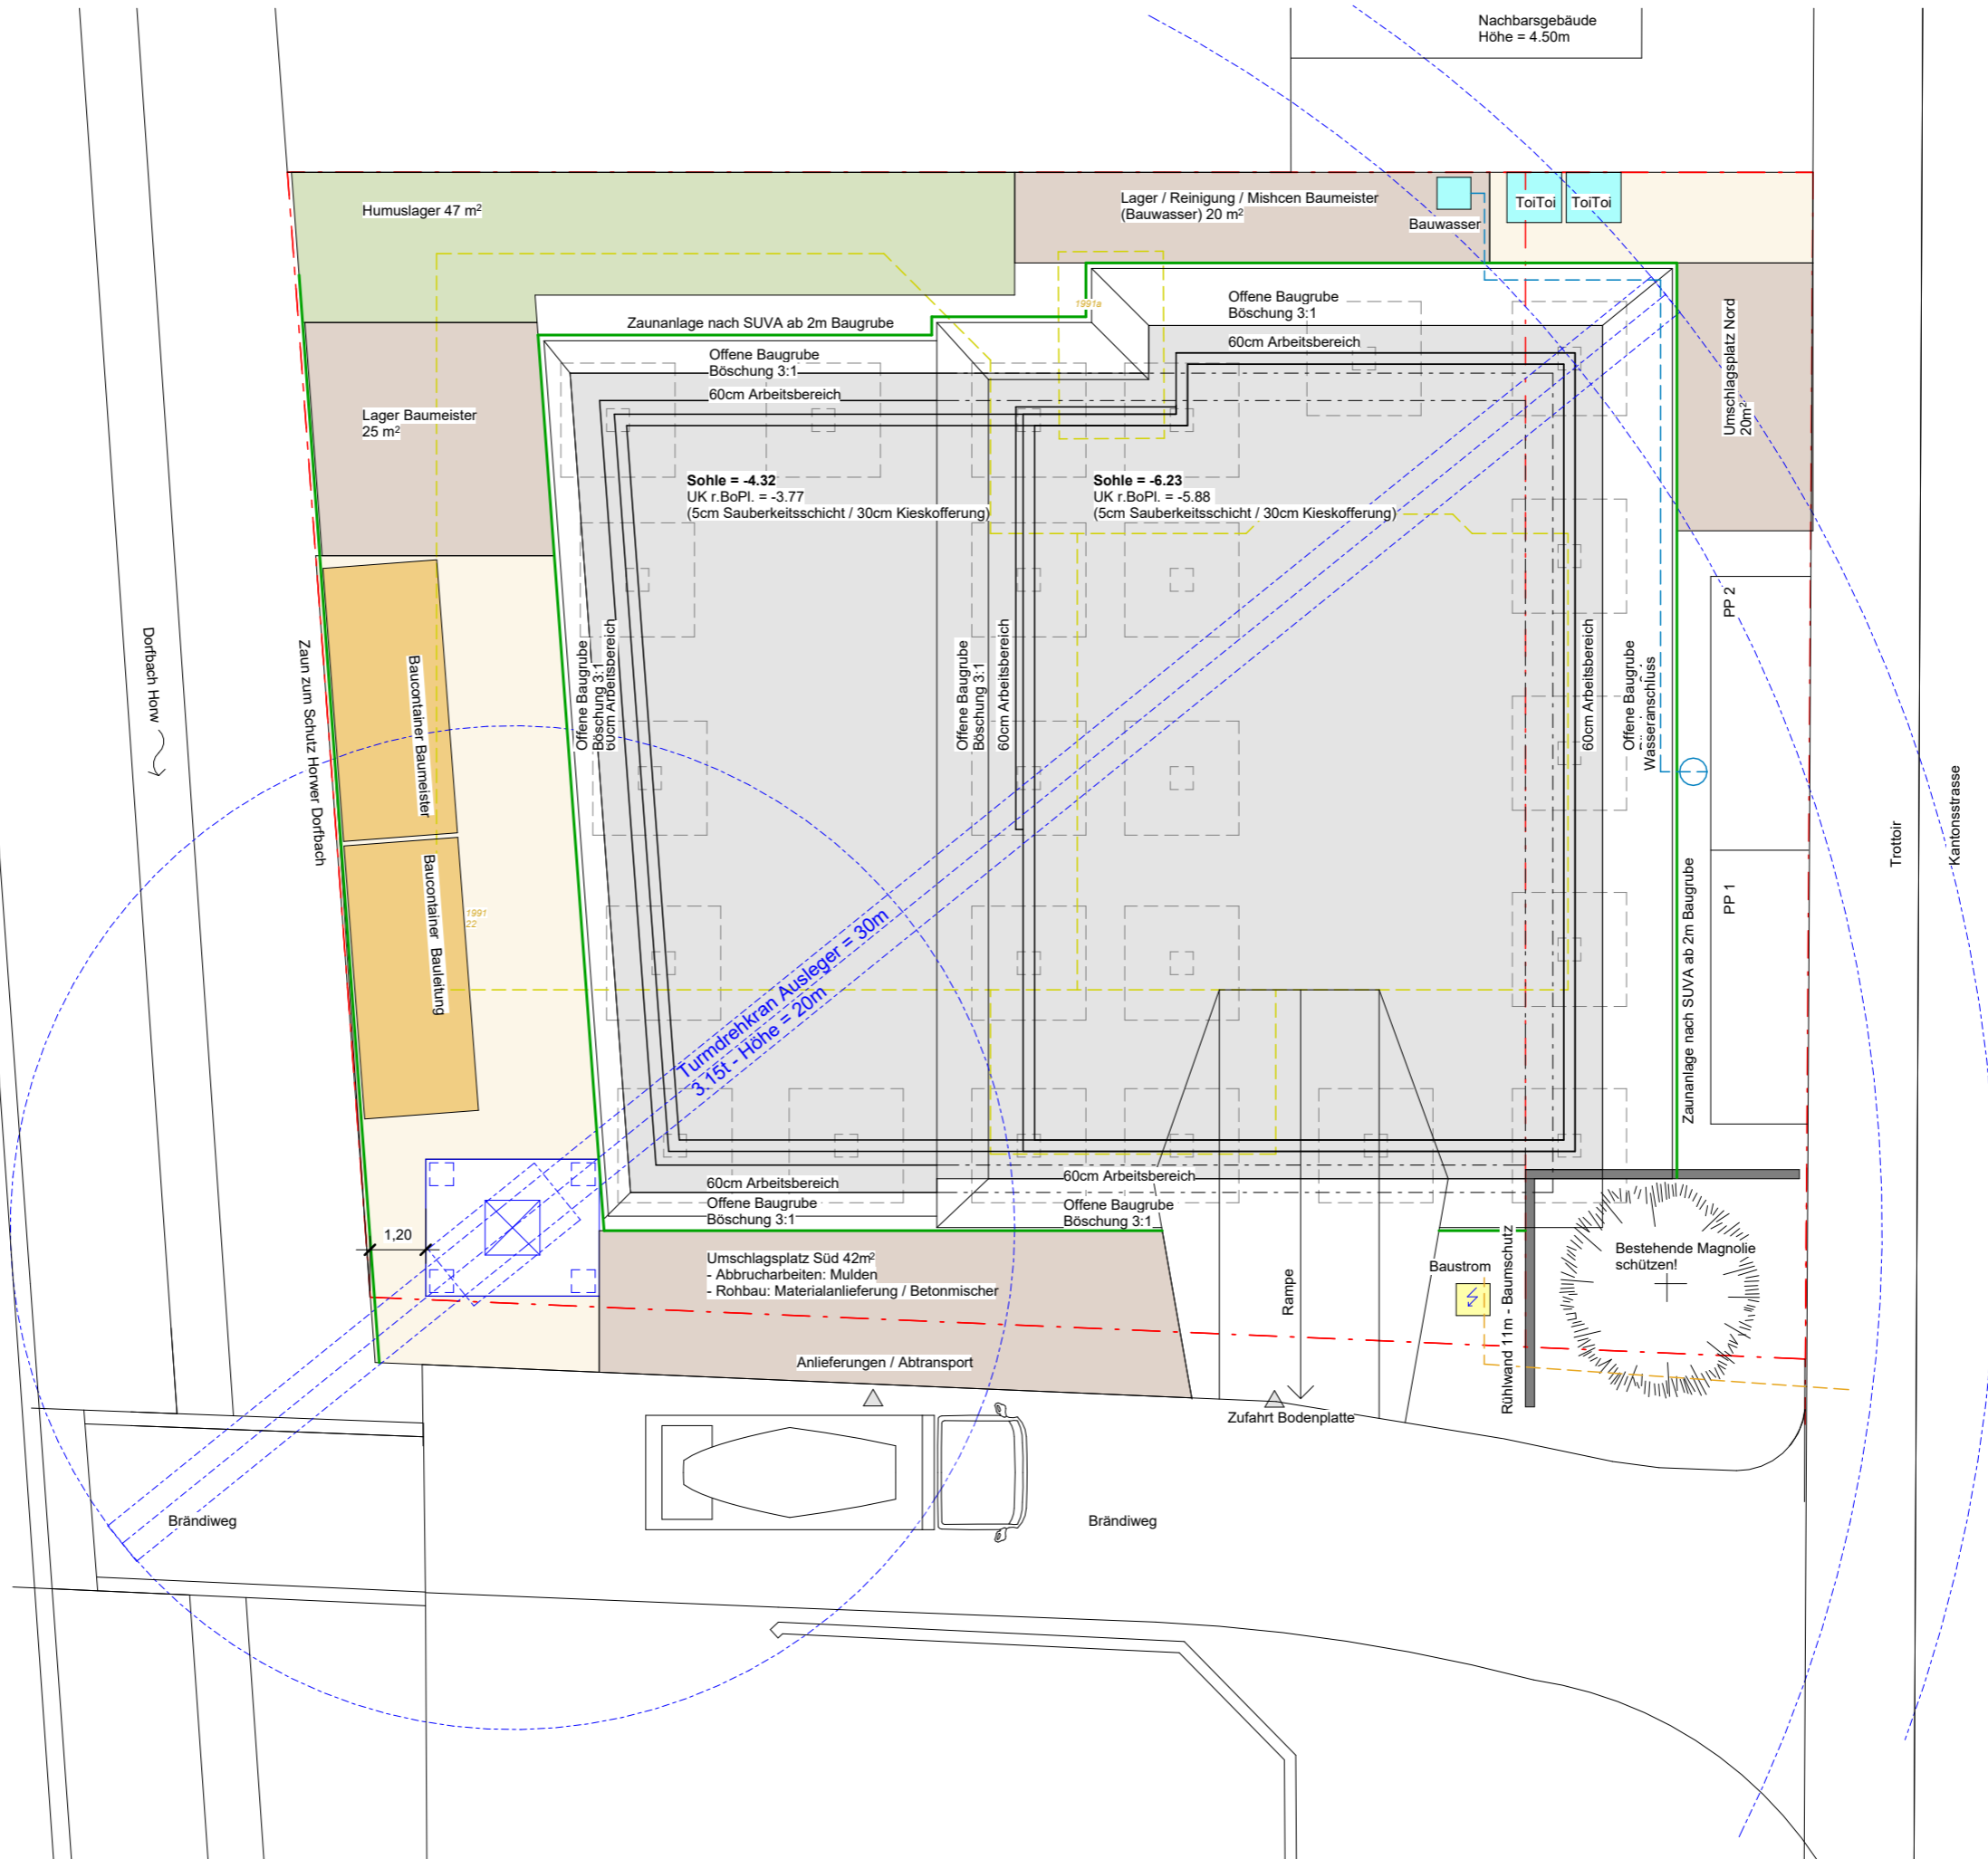 Nachbarsgebäude
Höhe = 4.50m
Humuslager 47 m²
Lager / Reinigung / Mishcen Baumeister
(Bauwasser) 20 m²
Bauwasser
ToiToi
ToiToi
1991a
Offene Baugrube
Böschung 3:1
Zaunanlage nach SUVA ab 2m Baugrube
60cm Arbeitsbereich
Offene Baugrube
Böschung 3:1
60cm Arbeitsbereich
Umschlagsplatz Nord
20m²
Lager Baumeister
25 m²
Sohle = -4.32
UK r.BoPl. = -3.77
(5cm Sauberkeitsschicht / 30cm Kieskofferung)
Sohle = -6.23
UK r.BoPl. = -5.88
(5cm Sauberkeitsschicht / 30cm Kieskofferung)
Dorfbach Horw
Zaun zum Schutz Horwer Dorfbach
Baucontainer Baumeister
Offene Baugrube
Böschung 3:1
60cm Arbeitsbereich
Offene Baugrube
Böschung 3:1
60cm Arbeitsbereich
60cm Arbeitsbereich
Offene Baugrube
Wasseranschluss
PP 2
PP 1
Trottoir
Kantonsstrasse
Baucontainer Bauleitung
1991
22
Turmdrehkran Ausleger = 30m
3.15t - Höhe = 20m
Zaunanlage nach SUVA ab 2m Baugrube
60cm Arbeitsbereich
Offene Baugrube
Böschung 3:1
60cm Arbeitsbereich
Offene Baugrube
Böschung 3:1
1,20
Umschlagsplatz Süd 42m²
- Abbrucharbeiten: Mulden
- Rohbau: Materialanlieferung / Betonmischer
Rampe
Baustrom
Rühlwand 11m - Baumschutz
Bestehende Magnolie
schützen!
Anlieferungen / Abtransport
Zufahrt Bodenplatte
Brändiweg
Brändiweg